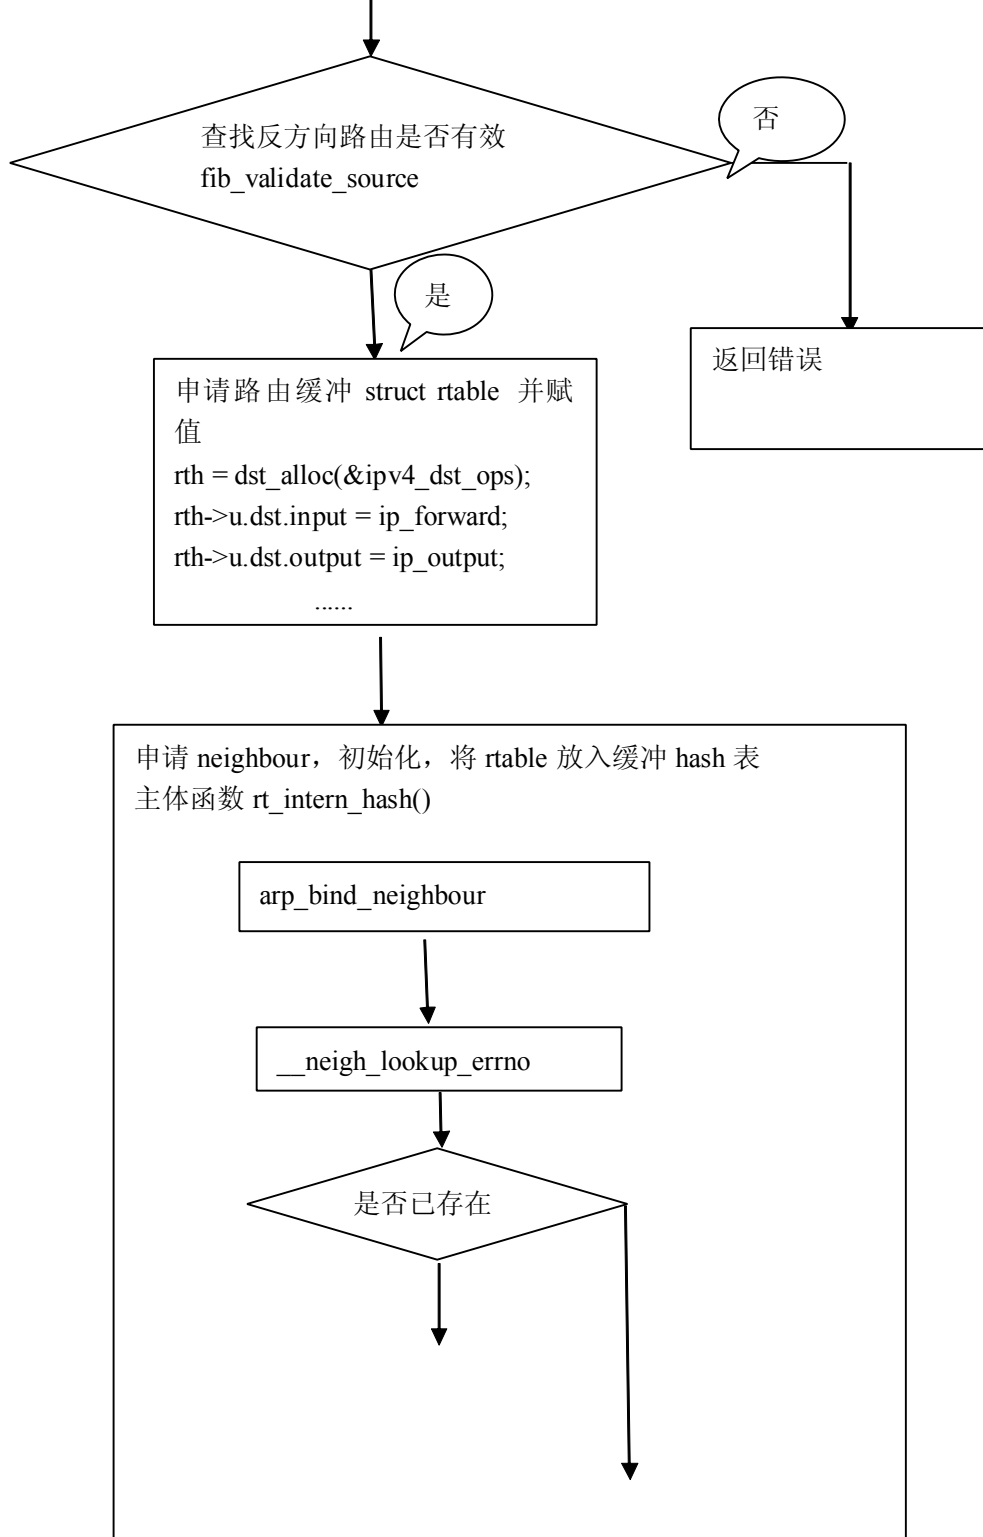 查找反方向路由是否有效
fib_validate_source
否
是
返回错误
申请路由缓冲 struct rtable 并赋
值
rth = dst_alloc(&ipv4_dst_ops);
rth->u.dst.input = ip_forward;
rth->u.dst.output = ip_output;
......
申请 neighbour，初始化，将 rtable 放入缓冲 hash 表
主体函数 rt_intern_hash()
arp_bind_neighbour
__neigh_lookup_errno
是否已存在